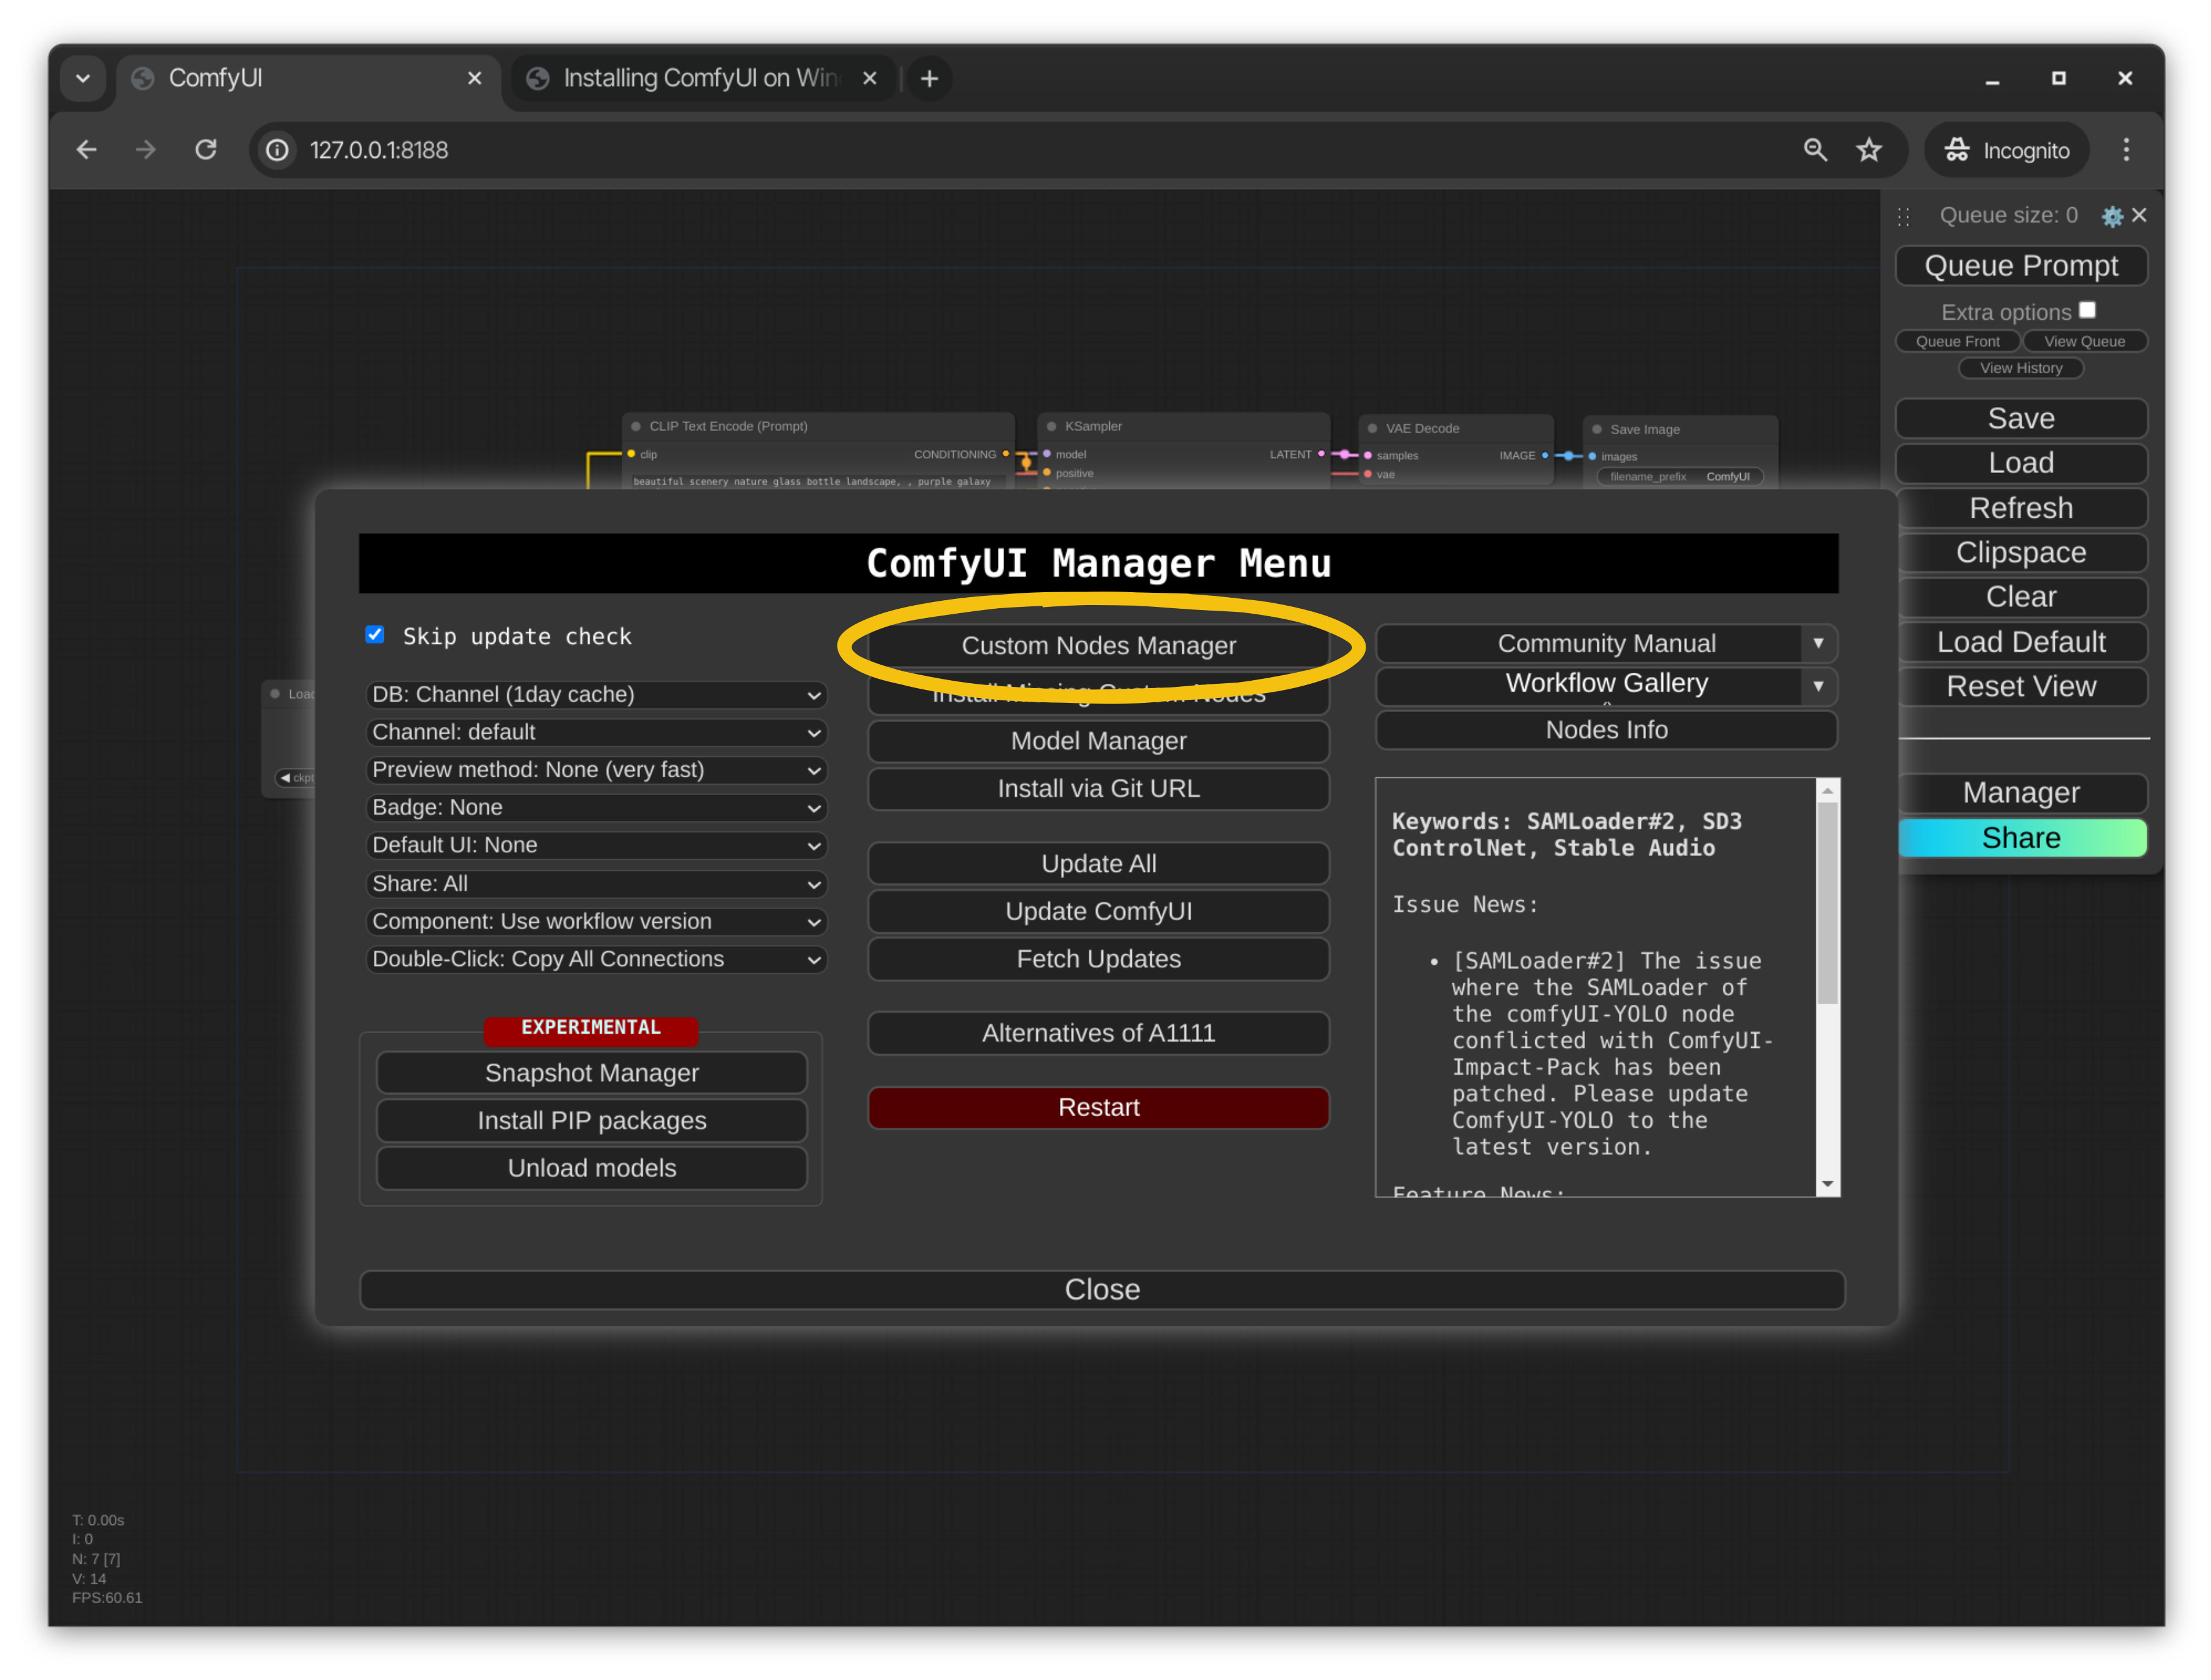 ComfyUI
Installing ComfyUI on Win
127.0.0.1:8188
Incognito
Queue size: 0
Queue Prompt
Extra options
Queue Front
View Queue
View History
Save
Load
Refresh
Clipspace
Clear
Load Default
Reset View
Manager
Share
CLIP Text Encode (Prompt)
clip
CONDITIONING
beautiful scenery nature glass bottle landscape, , purple galaxy
KSampler
model
LATENT
positive
VAE Decode
samples
IMAGE
vae
Save Image
images
filename_prefix ComfyUI
Load
ckpt
ComfyUI Manager Menu
Skip update check
DB: Channel (1day cache)
Channel: default
Preview method: None (very fast)
Badge: None
Default UI: None
Share: All
Component: Use workflow version
Double-Click: Copy All Connections
EXPERIMENTAL
Snapshot Manager
Install PIP packages
Unload models
Custom Nodes Manager
Install Missing Custom Nodes
Model Manager
Install via Git URL
Update All
Update ComfyUI
Fetch Updates
Alternatives of A1111
Restart
Community Manual
Workflow Gallery
Nodes Info
Keywords: SAMLoader#2, SD3
ControlNet, Stable Audio
Issue News:
• [SAMLoader#2] The issue
where the SAMLoader of
the comfyUI-YOLO node
conflicted with ComfyUI-
Impact-Pack has been
patched. Please update
ComfyUI-YOLO to the
latest version.
Feature News:
Close
T: 0.00s
I: 0
N: 7 [7]
V: 14
FPS:60.61